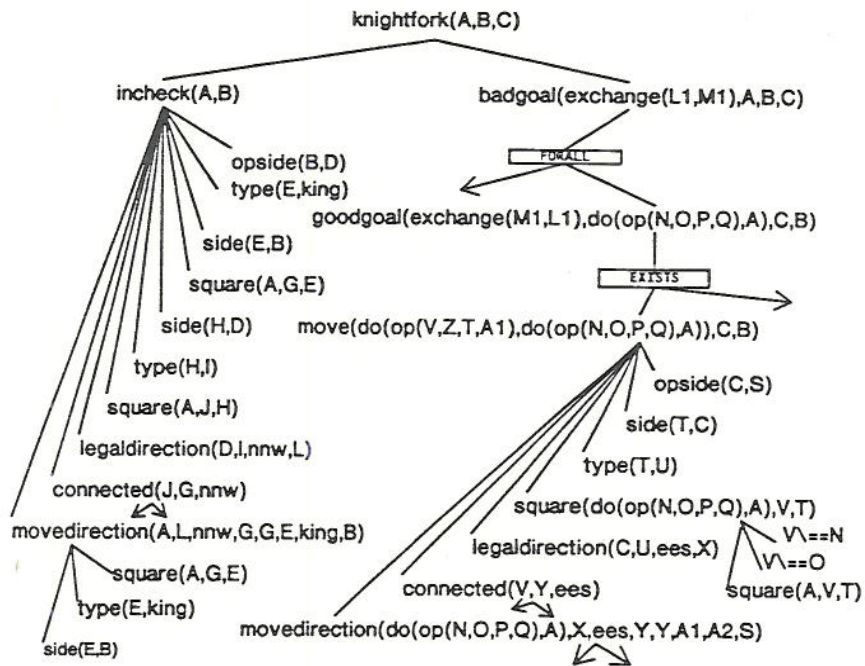 knightfork(A,B,C)
incheck(A,B)
badgoal(exchange(L1,M1),A,B,C)
FORALL
opside(B,D)
type(E,king)
goodgoal(exchange(M1,L1),do(op(N,O,P,Q),A),C,B)
side(E,B)
EXISTS
square(A,G,E)
side(H,D)
move(do(op(V,Z,T,A1),do(op(N,O,P,Q),A)),C,B)
type(H,I)
opside(C,S)
square(A,J,H)
side(T,C)
legaldirection(D,I,nnw,L)
type(T,U)
connected(J,G,nnw)
square(do(op(N,O,P,Q),A),V,T)
movedirection(A,L,nnw,G,G,E,king,B)
V\==N
legaldirection(C,U,ees,X)
V\==O
square(A,G,E)
connected(V,Y,ees)
square(A,V,T)
type(E,king)
movedirection(do(op(N,O,P,Q),A),X,ees,Y,Y,A1,A2,S)
side(E,B)